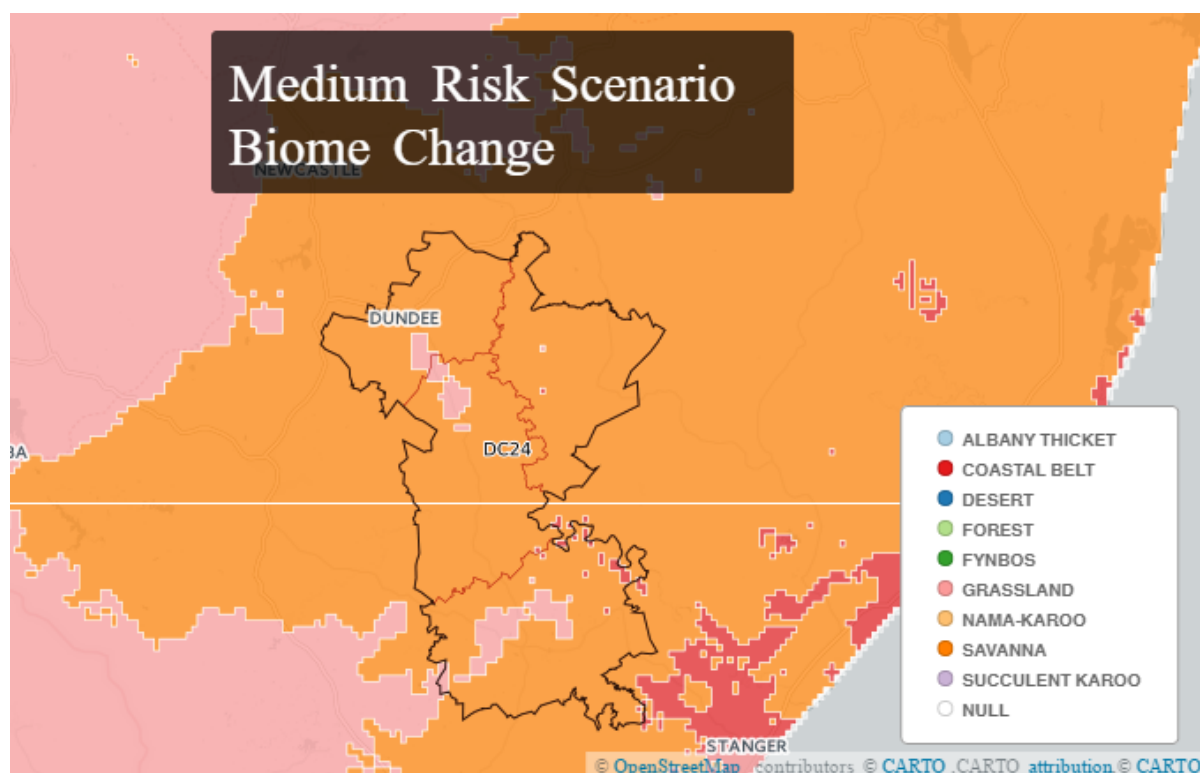 Medium Risk Scenario
Biome Change
NEWCASTLE
DUNDEE
BA
DC24
ALBANY THICKET
COASTAL BELT
DESERT
FOREST
FYNBOS
GRASSLAND
NAMA-KAROO
SAVANNA
SUCCULENT KAROO
NULL
STANGER
© OpenStreetMap contributors © CARTO ,CARTO attribution © CARTO